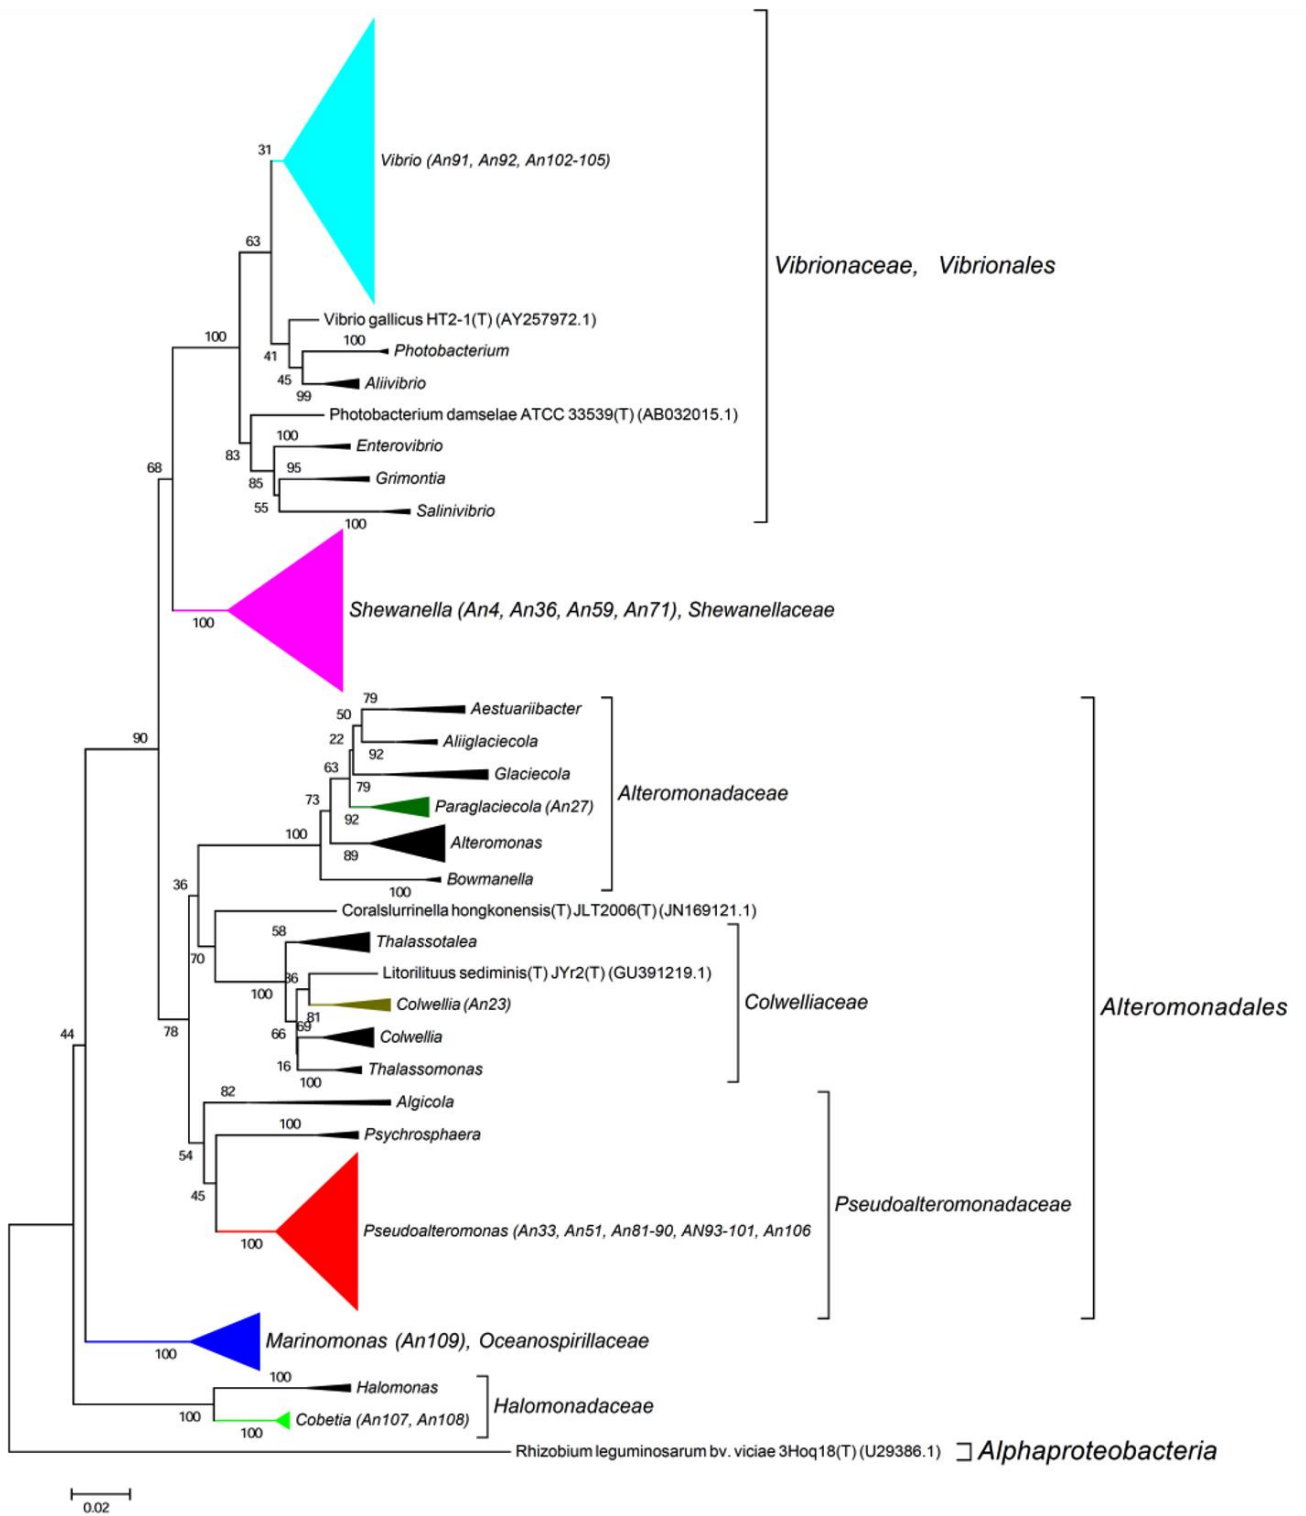 31
Vibrio (An91, An92, An102-105)
63
Vibrionaceae, Vibrionales
Vibrio gallicus HT2-1(T) (AY257972.1)
100
100
Photobacterium
41
45
Aliivibrio
99
Photobacterium damselae ATCC 33539(T) (AB032015.1)
100
Enterovibrio
83
68
95
Grimontia
85
55
Salinivibrio
100
Shewanella (An4, An36, An59, An71), Shewanellaceae
100
79
Aestuariibacter
50
90
22
Aliiglaciecola
92
63
Glaciecola
79
Alteromonadaceae
73
Paraglaciecola (An27)
92
100
Alteromonas
89
Bowmanella
100
36
Coralslurrinella hongkonensis(T) JLT2006(T) (JN169121.1)
58
Thalassotalea
70
Litorilituus sediminis(T) JYr2(T) (GU391219.1)
86
100
Colwellia (An23)
Colwelliaceae
Alteromonadales
81
69
44
78
66
Colwellia
16
Thalassomonas
100
82
Algicola
100
Psychrosphaera
54
45
Pseudoalteromonadaceae
Pseudoalteromonas (An33, An51, An81-90, AN93-101, An106
100
Marinomonas (An109), Oceanospirillaceae
100
100
Halomonas
Halomonadaceae
100
Cobetia (An107, An108)
100
Rhizobium leguminosarum bv. viciae 3Hoq18(T) (U29386.1)
Alphaproteobacteria
0.02